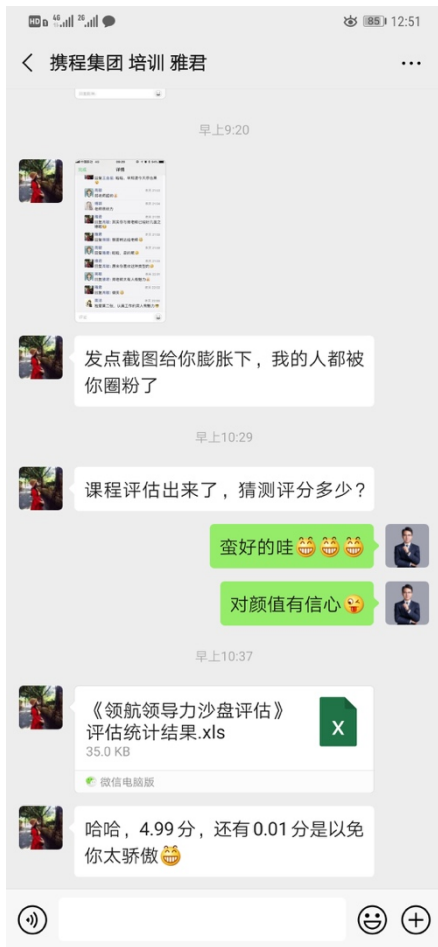 HD 46 26 85 12:51
携程集团 培训 雅君
早上9:20
详情
发点截图给你膨胀下，我的人都被
你圈粉了
早上10:29
课程评估出来了，猜测评分多少？
蛮好的哇😁😁😁
对颜值有信心😜
早上10:37
《领航领导力沙盘评估》
评估统计结果.xls
X
35.0 KB
微信电脑版
哈哈，4.99分，还有0.01分是以免
你太骄傲😁